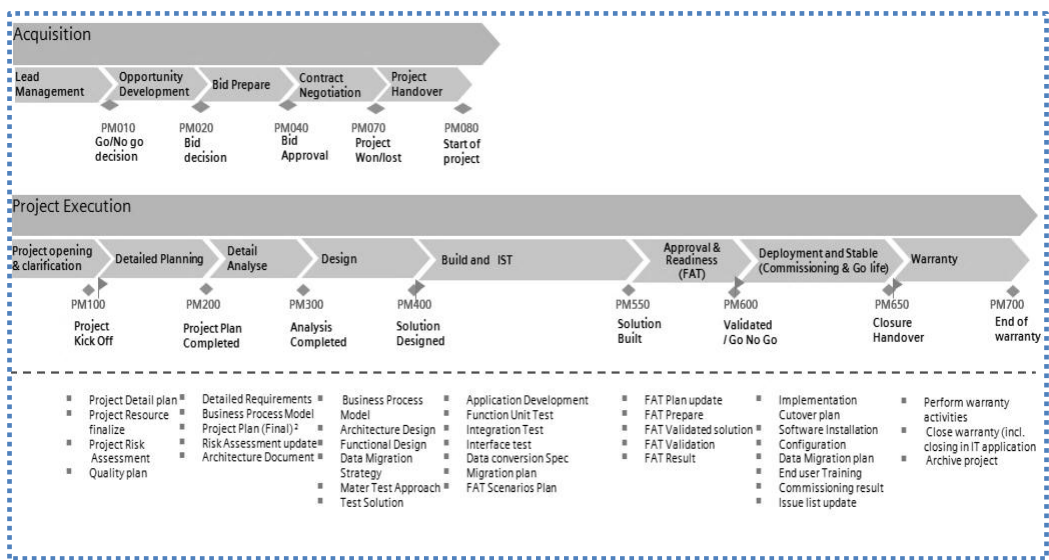 Acquisition
Lead
Management
Opportunity
Development
Bid Prepare
Contract
Negotiation
Project
Handover
PM010
Go/No go
decision
PM020
Bid
decision
PM040
Bid
Approval
PM070
Project
Won/lost
PM080
Start of
project
Project Execution
Project opening
& clarification
Detailed Planning
Detail
Analyse
Design
Build and IST
Approval &
Readiness
(FAT)
Deployment and Stable
(Commissioning & Go life)
Warranty
PM100
Project
Kick Off
PM200
Project Plan
Completed
PM300
Analysis
Completed
PM400
Solution
Designed
PM550
Solution
Built
PM600
Validated
/ Go No Go
PM650
Closure
Handover
PM700
End of
warranty
Project Detail plan
Project Resource
finalize
Project Risk
Assessment
Quality plan
Detailed Requirements
Business Process Model
Project Plan (Final) ²
Risk Assessment update
Architecture Document
Business Process
Model
Architecture Design
Functional Design
Data Migration
Strategy
Mater Test Approach
Test Solution
Application Development
Function Unit Test
Integration Test
Interface test
Data conversion Spec
Migration plan
FAT Scenarios Plan
FAT Plan update
FAT Prepare
FAT Validated solution
FAT Validation
FAT Result
Implementation
Cutover plan
Software Installation
Configuration
Data Migration plan
End user Training
Commissioning result
Issue list update
Perform warranty
activities
Close warranty (incl.
closing in IT application
Archive project